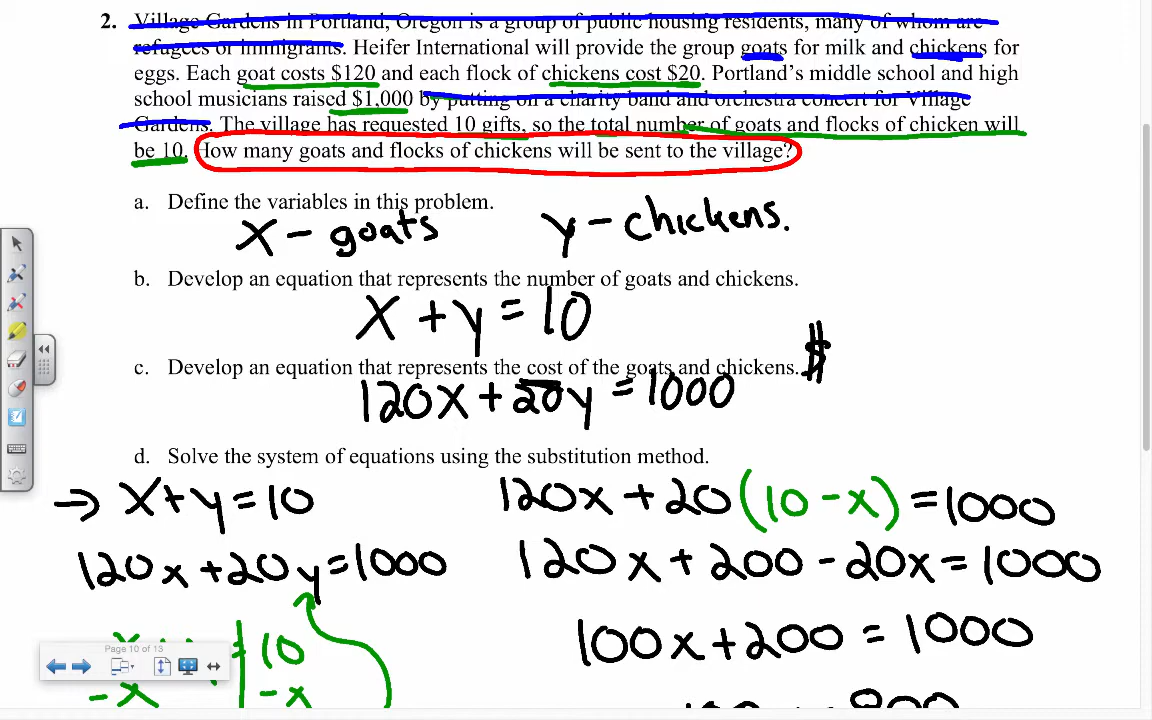 2. Village Gardens in Portland, Oregon is a group of public housing residents, many of whom are
refugees or immigrants. Heifer International will provide the group goats for milk and chickens for
eggs. Each goat costs $120 and each flock of chickens cost $20. Portland's middle school and high
school musicians raised $1,000 by putting on a charity band and orchestra concert for Village
Gardens. The village has requested 10 gifts, so the total number of goats and flocks of chicken will
be 10. How many goats and flocks of chickens will be sent to the village?
a. Define the variables in this problem.
x - goats y - chickens.
b. Develop an equation that represents the number of goats and chickens.
x + y = 10
c. Develop an equation that represents the cost of the goats and chickens. $
120x + 20y = 1000
d. Solve the system of equations using the substitution method.
→ x+y=10
120x +20y=1000
= 10
-x -x
120x + 20(10-x) = 1000
120x + 200 - 20x = 1000
100x + 200 = 1000
Page 10 of 13